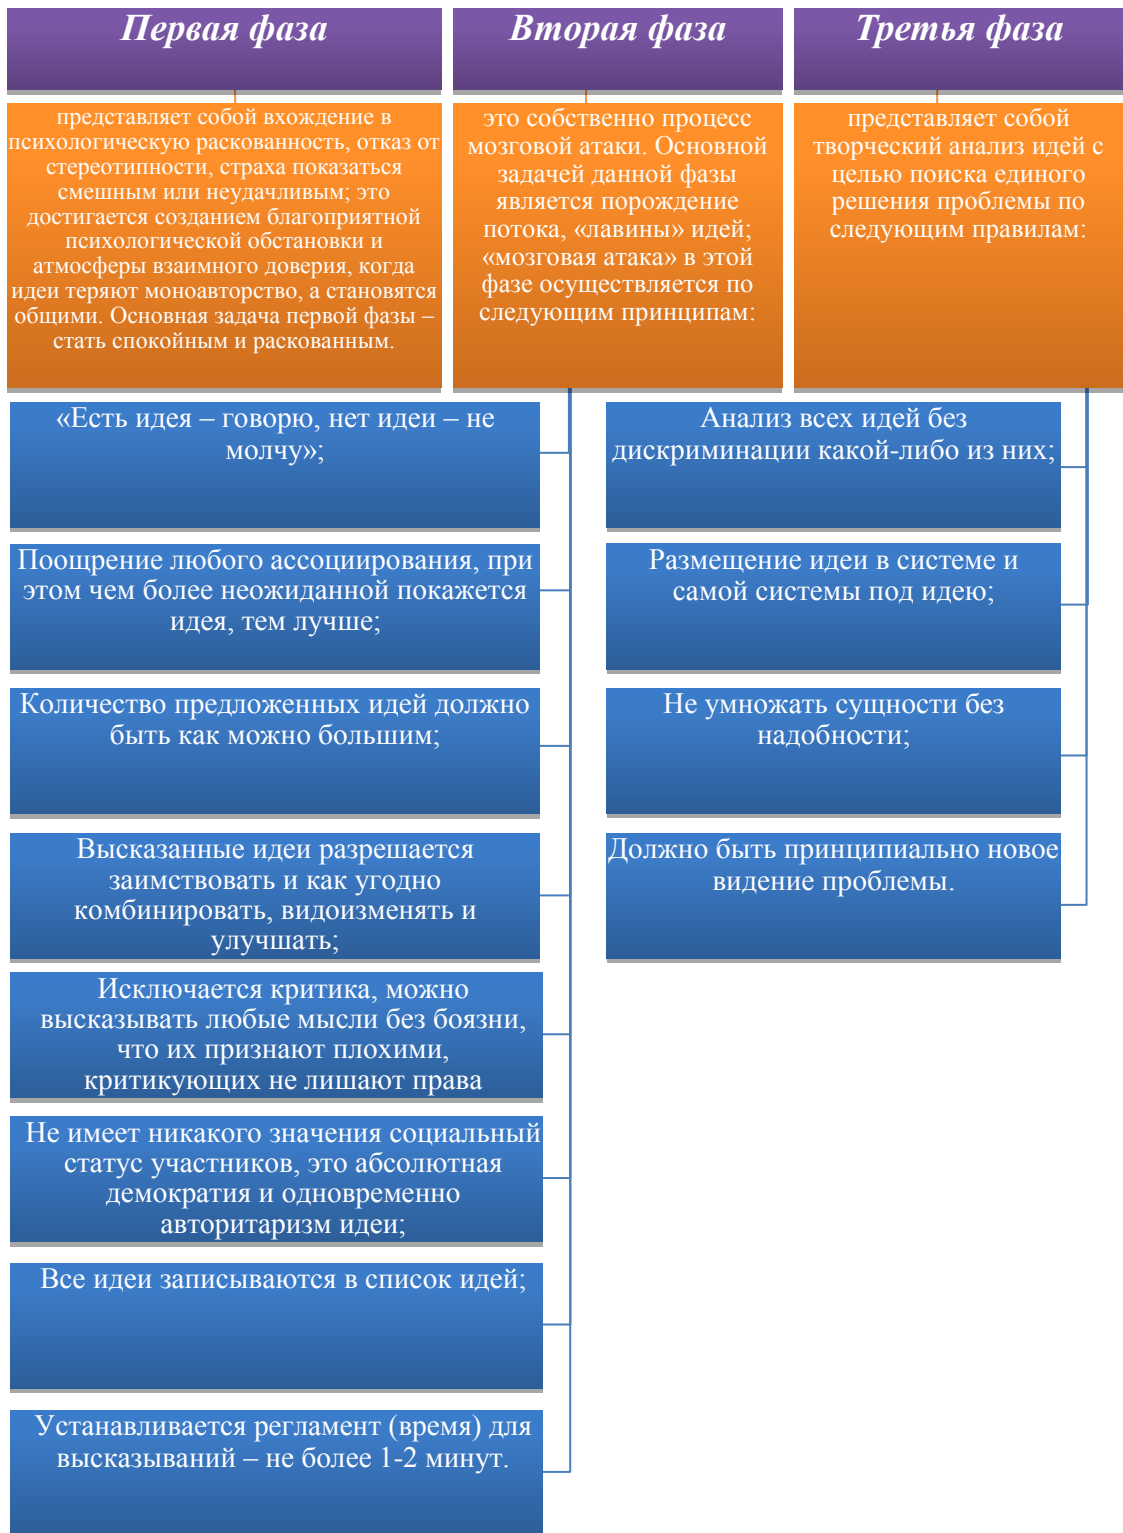 Первая фаза
представляет собой вхождение в
психологическую раскованность, отказ от
стереотипности, страха показаться
смешным или неудачливым; это
достигается созданием благоприятной
психологической обстановки и
атмосферы взаимного доверия, когда
идеи теряют моноавторство, а становятся
общими. Основная задача первой фазы –
стать спокойным и раскованным.
Вторая фаза
это собственно процесс
мозговой атаки. Основной
задачей данной фазы
является порождение
потока, «лавины» идей;
«мозговая атака» в этой
фазе осуществляется по
следующим принципам:
«Есть идея – говорю, нет идеи – не
молчу»;
Поощрение любого ассоциирования, при
этом чем более неожиданной покажется
идея, тем лучше;
Количество предложенных идей должно
быть как можно большим;
Высказанные идеи разрешается
заимствовать и как угодно
комбинировать, видоизменять и
улучшать;
Исключается критика, можно
высказывать любые мысли без боязни,
что их признают плохими,
критикующих не лишают права
Не имеет никакого значения социальный
статус участников, это абсолютная
демократия и одновременно
авторитаризм идеи;
Все идеи записываются в список идей;
Устанавливается регламент (время) для
высказываний – не более 1-2 минут.
Третья фаза
представляет собой
творческий анализ идей с
целью поиска единого
решения проблемы по
следующим правилам:
Анализ всех идей без
дискриминации какой-либо из них;
Размещение идеи в системе и
самой системы под идею;
Не умножать сущности без
надобности;
Должно быть принципиально новое
видение проблемы.